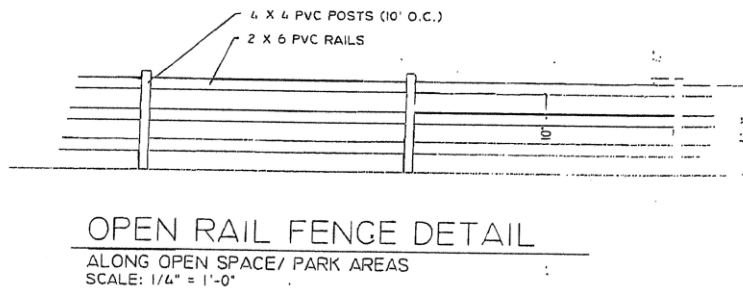 4 X 4 PVC POSTS (10' O.C.)
2 X 6 PVC RAILS
OPEN RAIL FENCE DETAIL
ALONG OPEN SPACE/ PARK AREAS
SCALE: 1/4" = 1'-0"